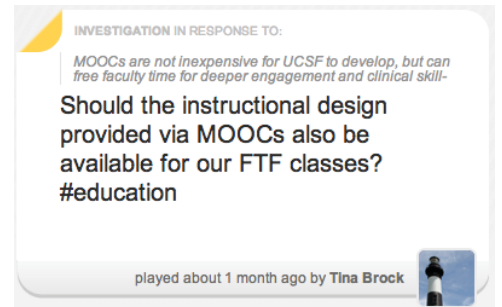 INVESTIGATION IN RESPONSE TO:
MOOCs are not inexpensive for UCSF to develop, but can
free faculty time for deeper engagement and clinical skill-
Should the instructional design
provided via MOOCs also be
available for our FTF classes?
#education
played about 1 month ago by Tina Brock